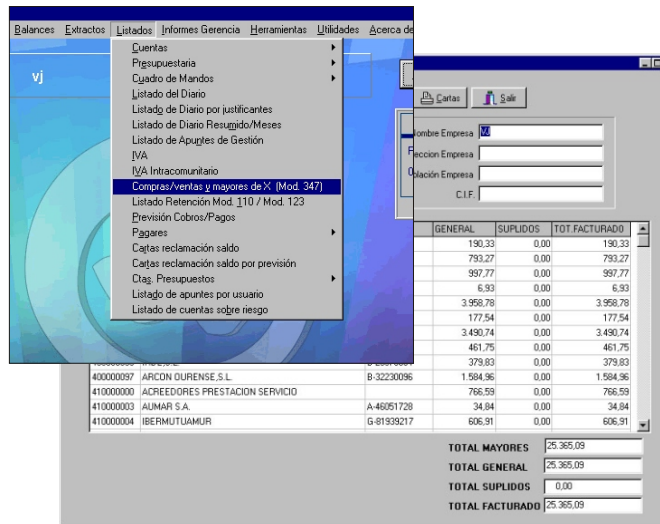 Balances Extractos Listados Informes Gerencia Herramientas Utilidades Acerca de
vj
Cuentas
Presupuestaria
Cuadro de Mandos
Listado del Diario
Listado de Diario por justificantes
Listado de Diario Resumido/Meses
Listado de Apuntes de Gestión
IVA
IVA Intracomunitario
Compras/ventas y mayores de X (Mod. 347)
Listado Retención Mod. 110 / Mod. 123
Previsión Cobros/Pagos
Pagares
Cartas reclamación saldo
Cartas reclamación saldo por previsión
Ctas. Presupuestos
Listado de apuntes por usuario
Listado de cuentas sobre riesgo
Cartas Salir
ombre Empresa VJ
eccion Empresa
olación Empresa
C.I.F.
GENERAL SUPLIDOS TOT.FACTURADO
190,33 0,00 190,33
793,27 0,00 793,27
997,77 0,00 997,77
6,93 0,00 6,93
3.958,78 0,00 3.958,78
177,54 0,00 177,54
3.490,74 0,00 3.490,74
461,75 0,00 461,75
379,83 0,00 379,83
400000097 ARCON OURENSE,S.L. B-32230096 1.584,96 0,00 1.584,96
410000000 ACREEDORES PRESTACION SERVICIO 766,59 0,00 766,59
410000003 AUMAR S.A. A-46051728 34,84 0,00 34,84
410000004 IBERMUTUAMUR G-81939217 606,91 0,00 606,91
TOTAL MAYORES 25.365,09
TOTAL GENERAL 25.365,09
TOTAL SUPLIDOS 0,00
TOTAL FACTURADO 25.365,09